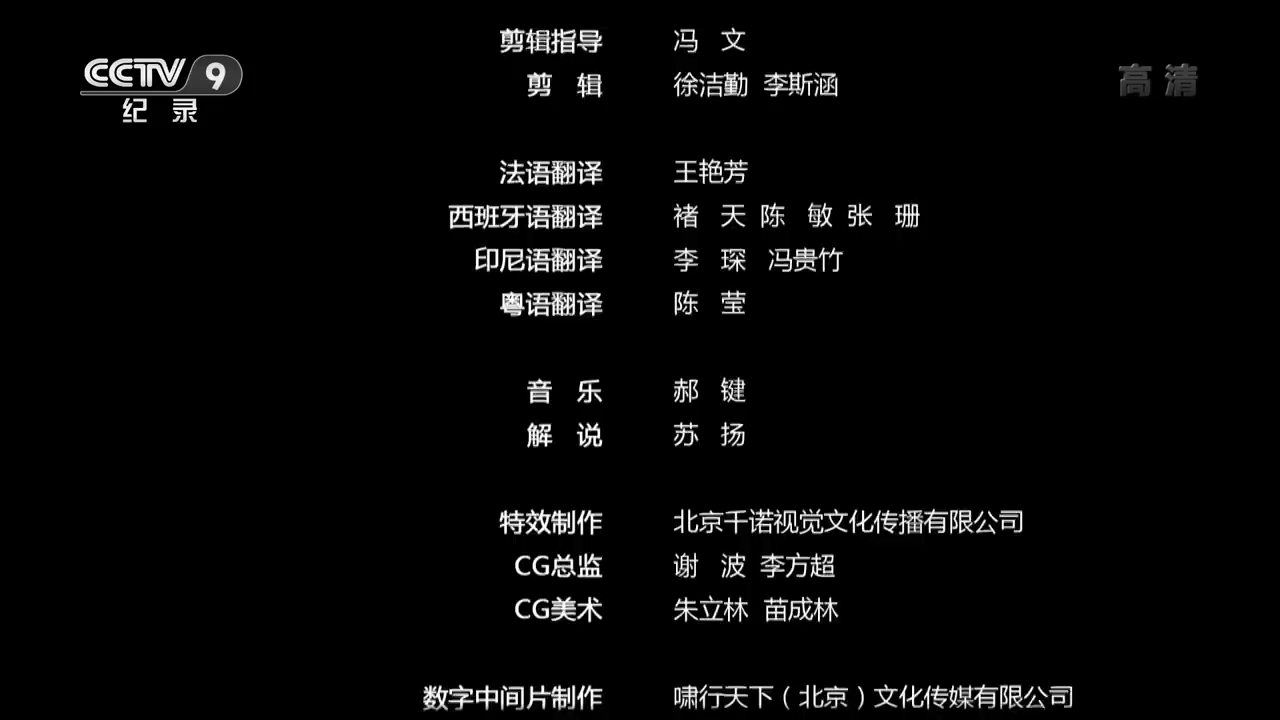 剪辑指导 冯 文
CCTV 9
纪 录
高 清
剪 辑 徐洁勤 李斯涵
法语翻译 王艳芳
西班牙语翻译 褚 天 陈 敏 张 珊
印尼语翻译 李 琛 冯贵竹
粤语翻译 陈 莹
音 乐 郝 键
解 说 苏 扬
特效制作 北京千诺视觉文化传播有限公司
CG总监 谢 波 李方超
CG美术 朱立林 苗成林
数字中间片制作 啸行天下（北京）文化传媒有限公司